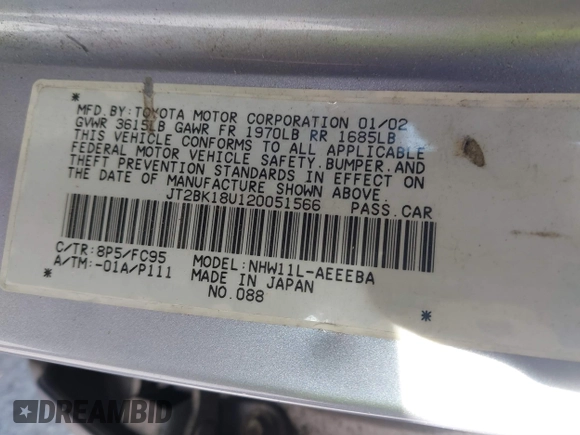 MFD.BY:TOYOTA MOTOR CORPORATION 01/02
GVWR 3615LB GAWR FR 1970LB RR 1685LB
THIS VEHICLE CONFORMS TO ALL APPLICABLE
FEDERAL MOTOR VEHICLE SAFETY,BUMPER,AND
THEFT PREVENTION STANDARDS IN EFFECT ON
THE DATE OF MANUFACTURE SHOWN ABOVE.
JT2BK18U120051566 PASS.CAR
C/TR:8P5/FC95 MODEL:NHW11L-AEEEBA
A/TM:-01A/P111 MADE IN JAPAN
NO.088
DREAMBID